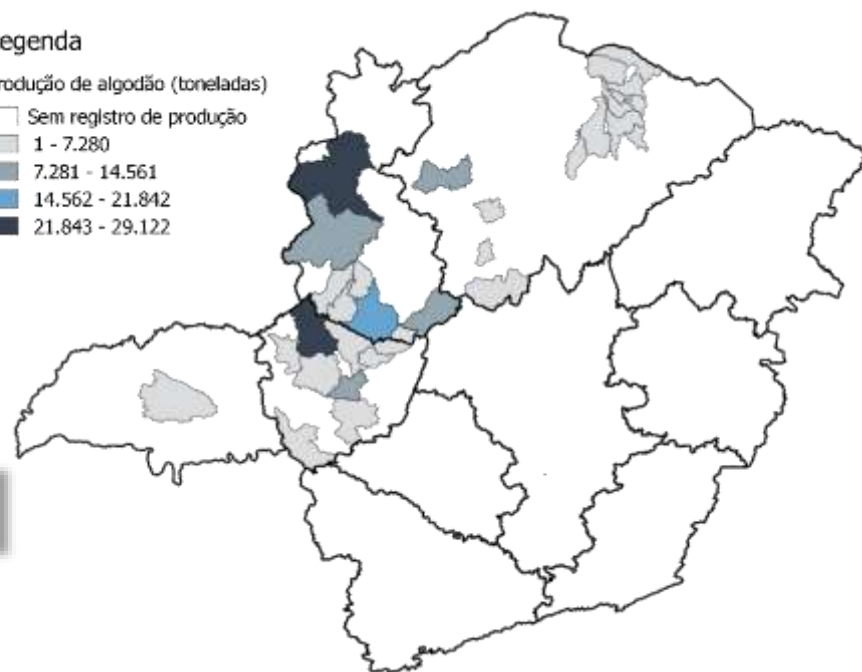 egenda
rodução de algodão (toneladas)
Sem registro de produção
1 - 7.280
7.281 - 14.561
14.562 - 21.842
21.843 - 29.122